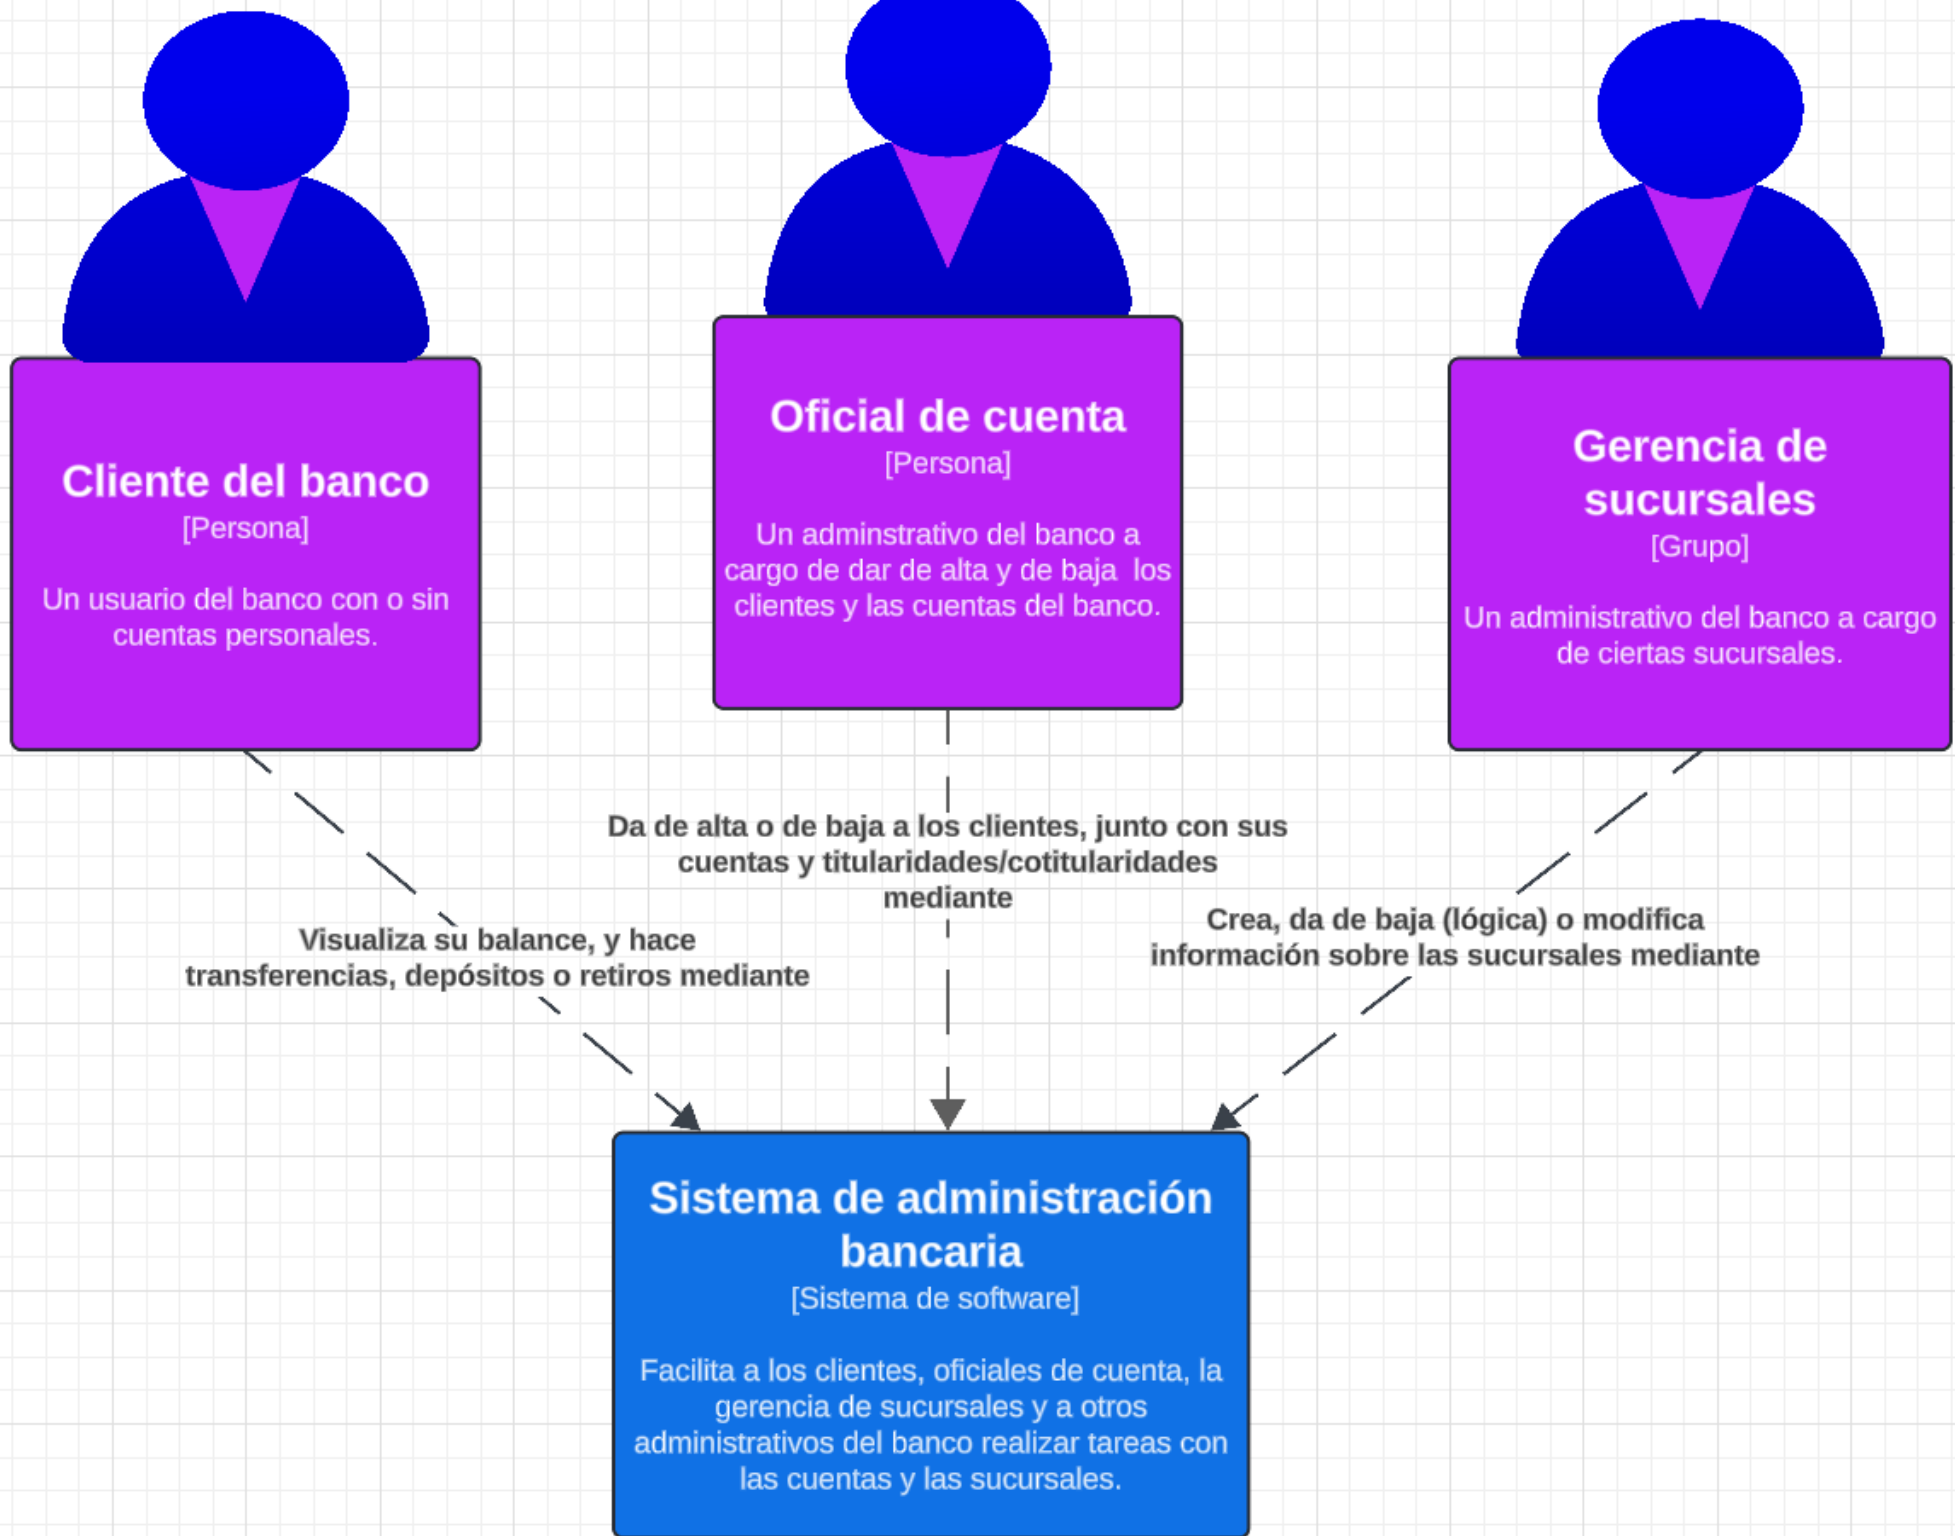 Cliente del banco
[Persona]
Un usuario del banco con o sin
cuentas personales.
Oficial de cuenta
[Persona]
Un adminstrativo del banco a
cargo de dar de alta y de baja  los
clientes y las cuentas del banco.
Gerencia de
sucursales
[Grupo]
Un administrativo del banco a cargo
de ciertas sucursales.
Da de alta o de baja a los clientes, junto con sus
cuentas y titularidades/cotitularidades
mediante
Visualiza su balance, y hace
transferencias, depósitos o retiros mediante
Crea, da de baja (lógica) o modifica
información sobre las sucursales mediante
Sistema de administración
bancaria
[Sistema de software]
Facilita a los clientes, oficiales de cuenta, la
gerencia de sucursales y a otros
administrativos del banco realizar tareas con
las cuentas y las sucursales.